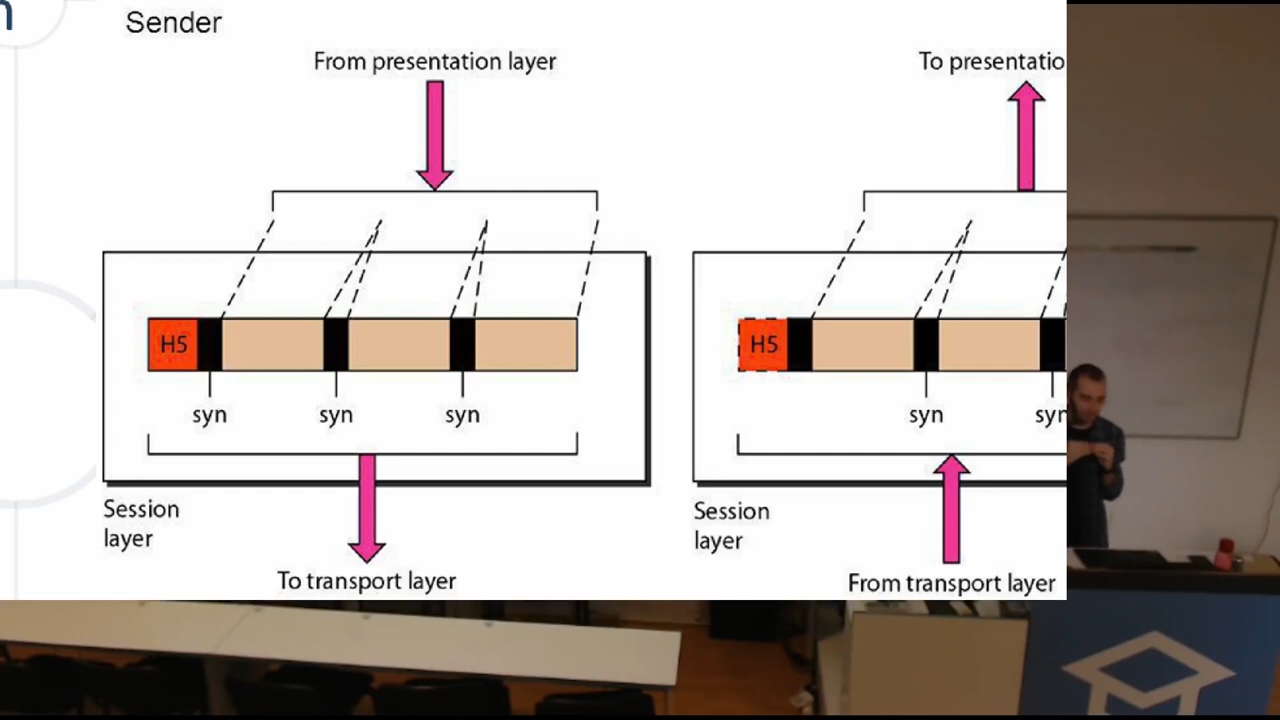 n
Sender
From presentation layer
To presentatio
H5
H5
syn
syn
syn
syn
syn
Session
layer
Session
layer
To transport layer
From transport layer